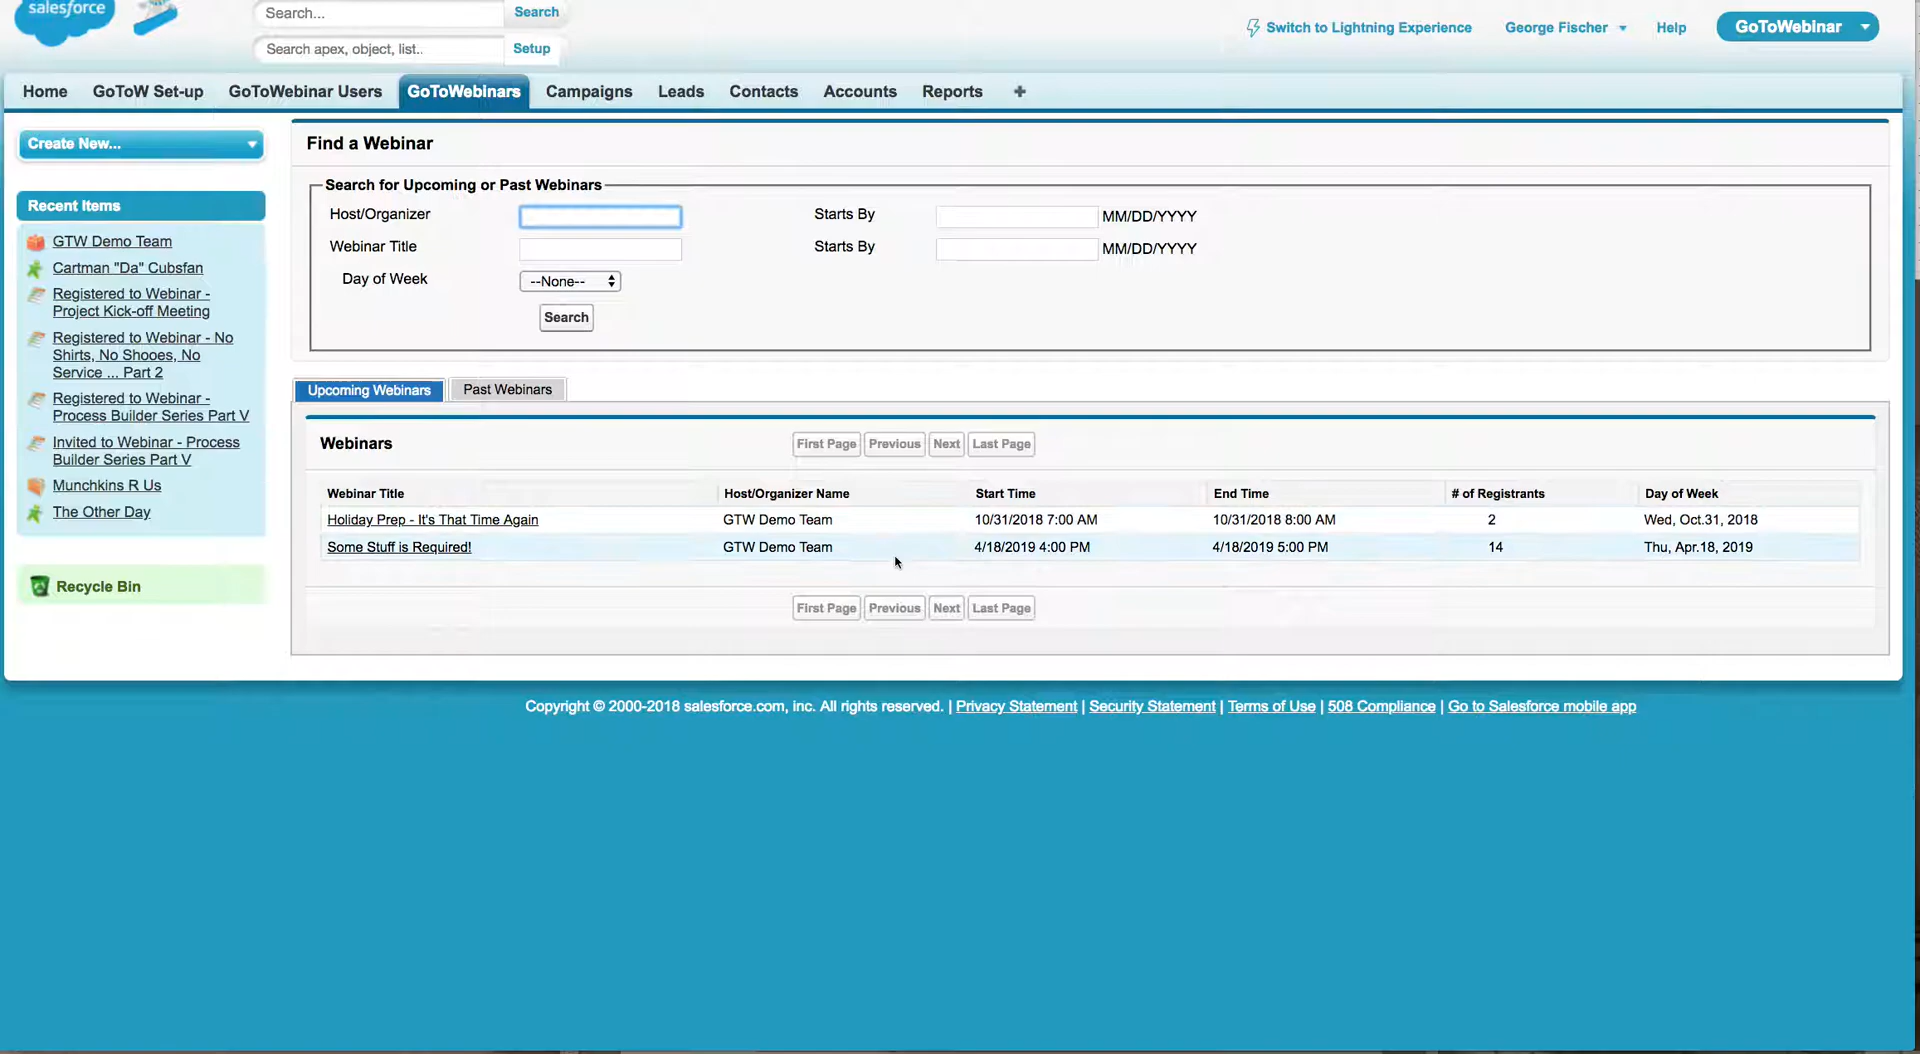 salesforce
Search...
Search
Search apex, object, list..
Setup
Switch to Lightning Experience
George Fischer
Help
GoToWebinar
Home
GoToW Set-up
GoToWebinar Users
GoToWebinars
Campaigns
Leads
Contacts
Accounts
Reports
+
Create New...
Recent Items
GTW Demo Team
Cartman "Da" Cubsfan
Registered to Webinar -
Project Kick-off Meeting
Registered to Webinar - No
Shirts, No Shooes, No
Service ... Part 2
Registered to Webinar -
Process Builder Series Part V
Invited to Webinar - Process
Builder Series Part V
Munchkins R Us
The Other Day
Recycle Bin
Find a Webinar
Search for Upcoming or Past Webinars
Host/Organizer
Starts By
MM/DD/YYYY
Webinar Title
Starts By
MM/DD/YYYY
Day of Week
--None--
Search
Upcoming Webinars
Past Webinars
Webinars
First Page Previous Next Last Page
Webinar Title Host/Organizer Name Start Time End Time # of Registrants Day of Week
Holiday Prep - It's That Time Again GTW Demo Team 10/31/2018 7:00 AM 10/31/2018 8:00 AM 2 Wed, Oct.31, 2018
Some Stuff is Required! GTW Demo Team 4/18/2019 4:00 PM 4/18/2019 5:00 PM 14 Thu, Apr.18, 2019
First Page Previous Next Last Page
Copyright © 2000-2018 salesforce.com, inc. All rights reserved. | Privacy Statement | Security Statement | Terms of Use | 508 Compliance | Go to Salesforce mobile app